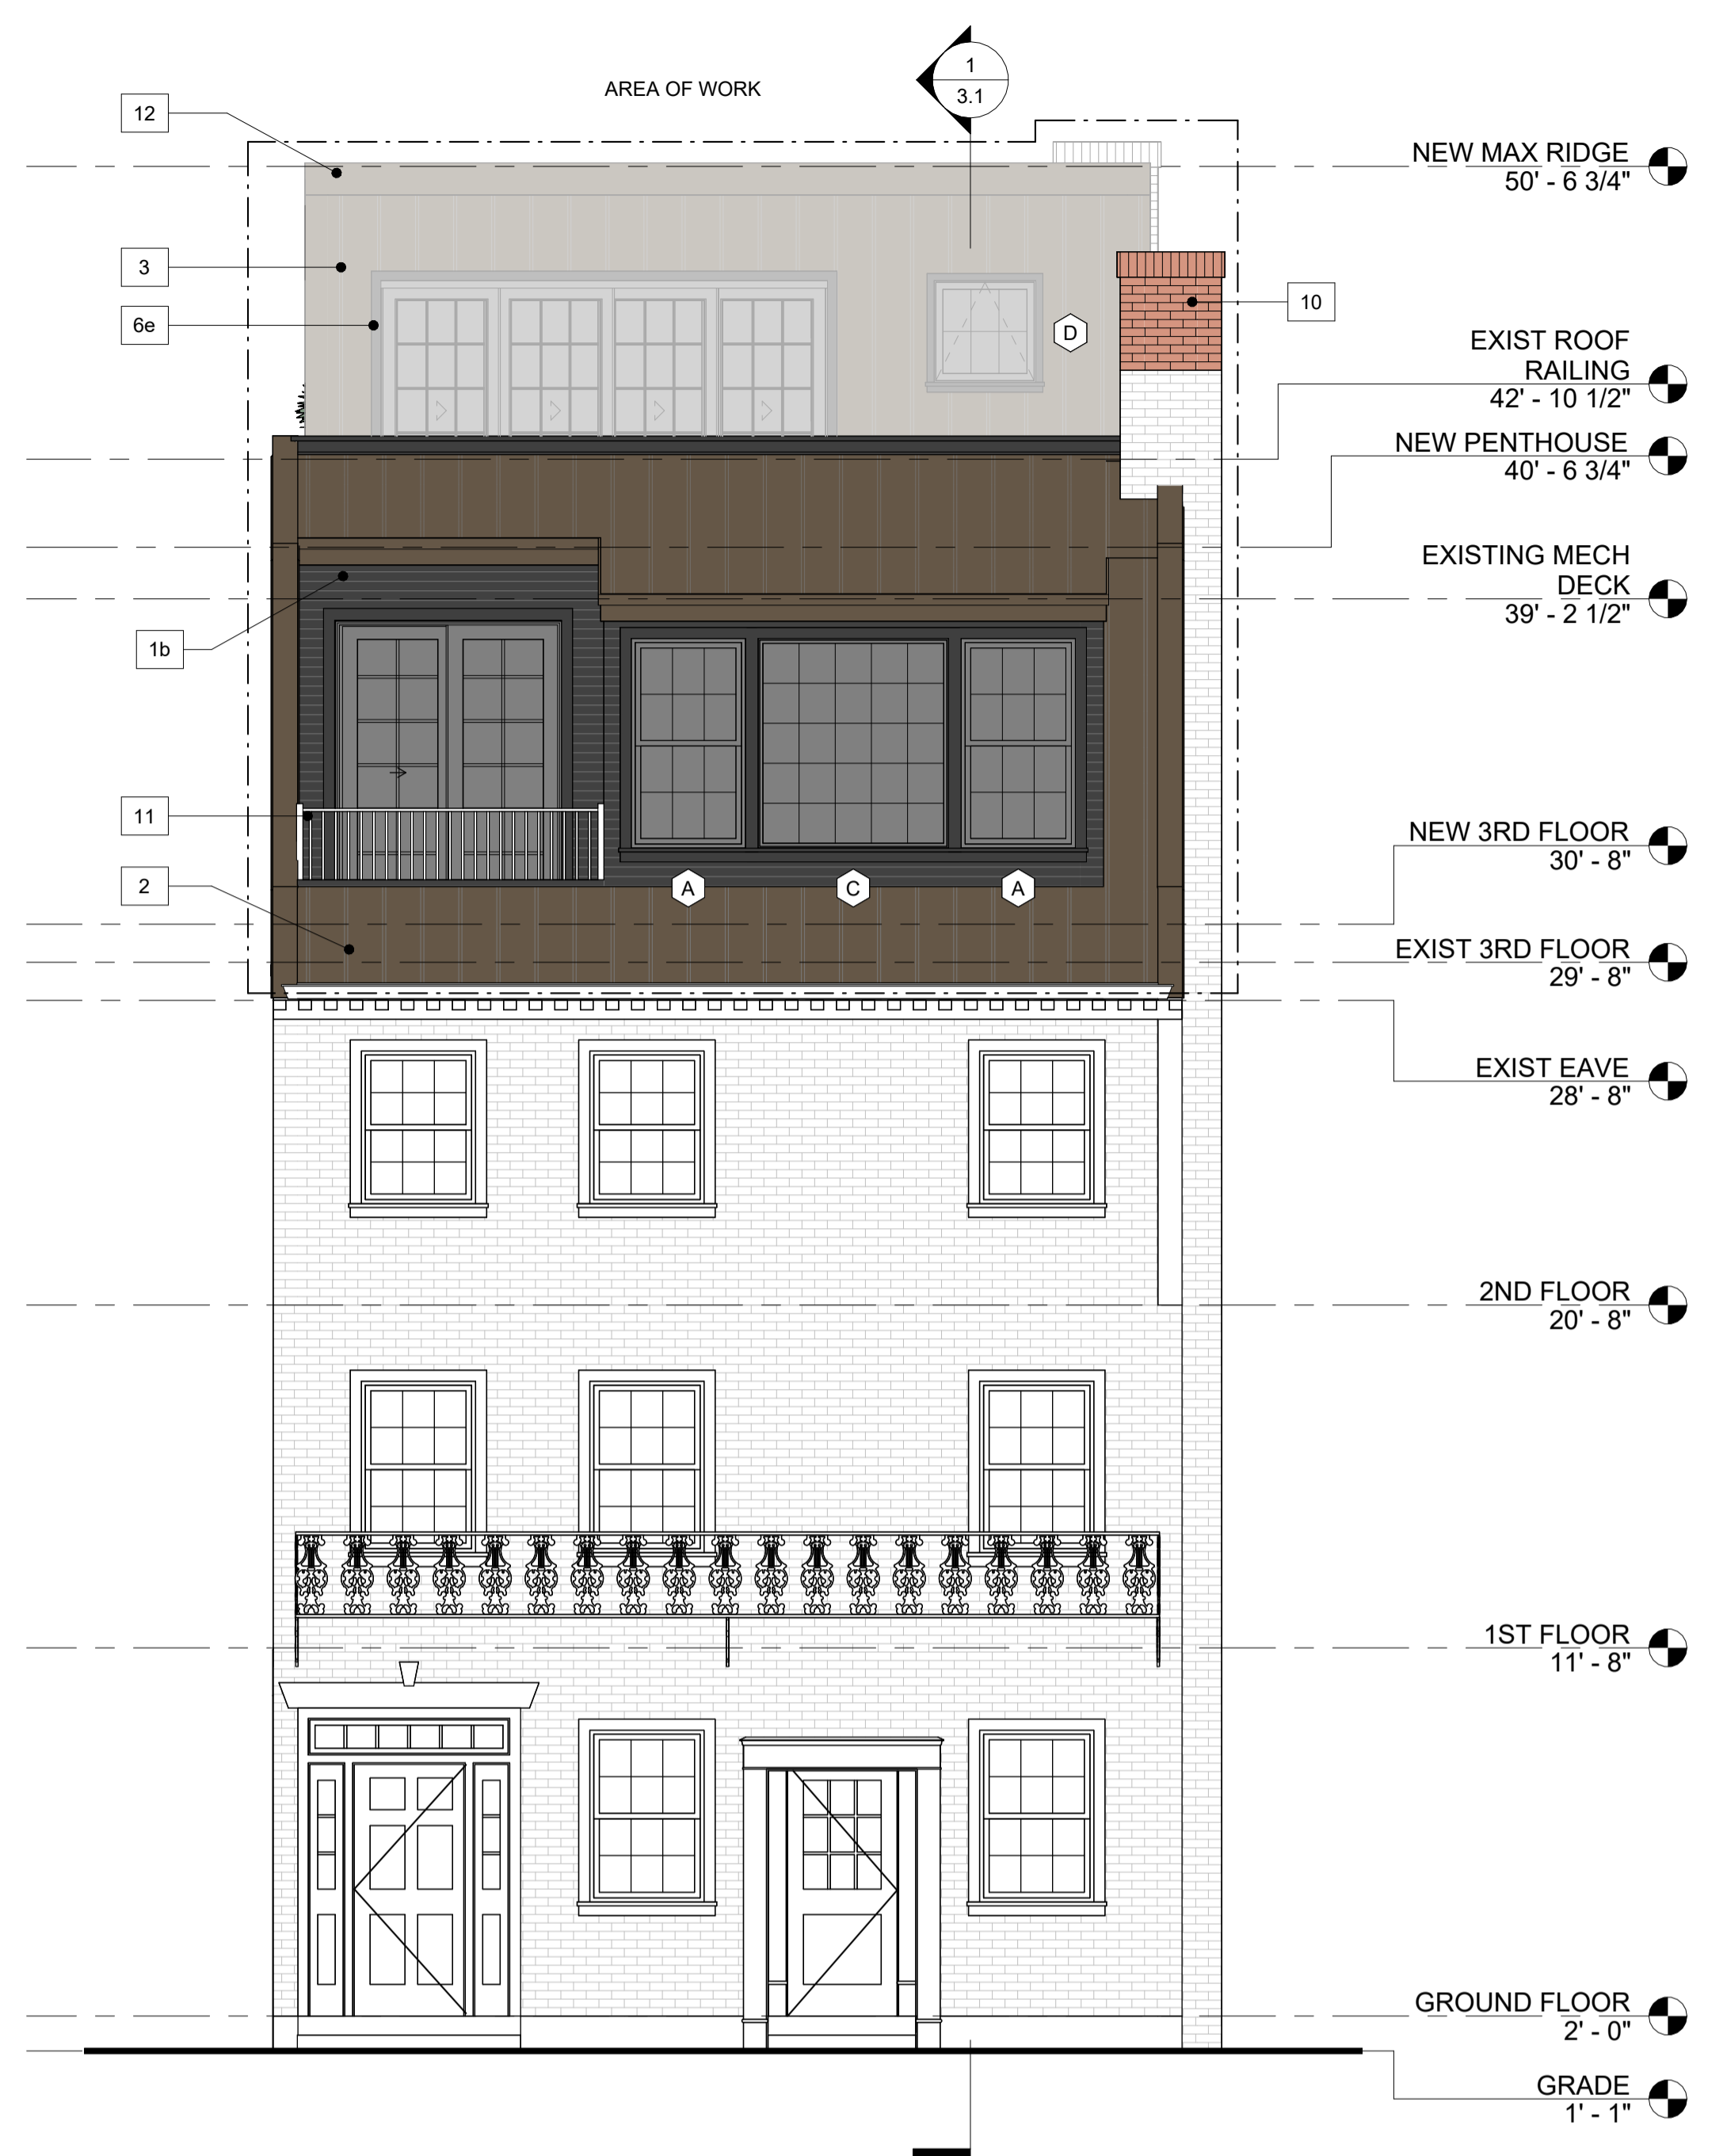 AREA OF WORK
1
3.1
12
NEW MAX RIDGE
50' - 6 3/4"
3
6e
10
D
EXIST ROOF
RAILING
42' - 10 1/2"
NEW PENTHOUSE
40' - 6 3/4"
EXISTING MECH
DECK
39' - 2 1/2"
1b
11
NEW 3RD FLOOR
30' - 8"
2
A
C
A
EXIST 3RD FLOOR
29' - 8"
EXIST EAVE
28' - 8"
2ND FLOOR
20' - 8"
1ST FLOOR
11' - 8"
GROUND FLOOR
2' - 0"
GRADE
1' - 1"